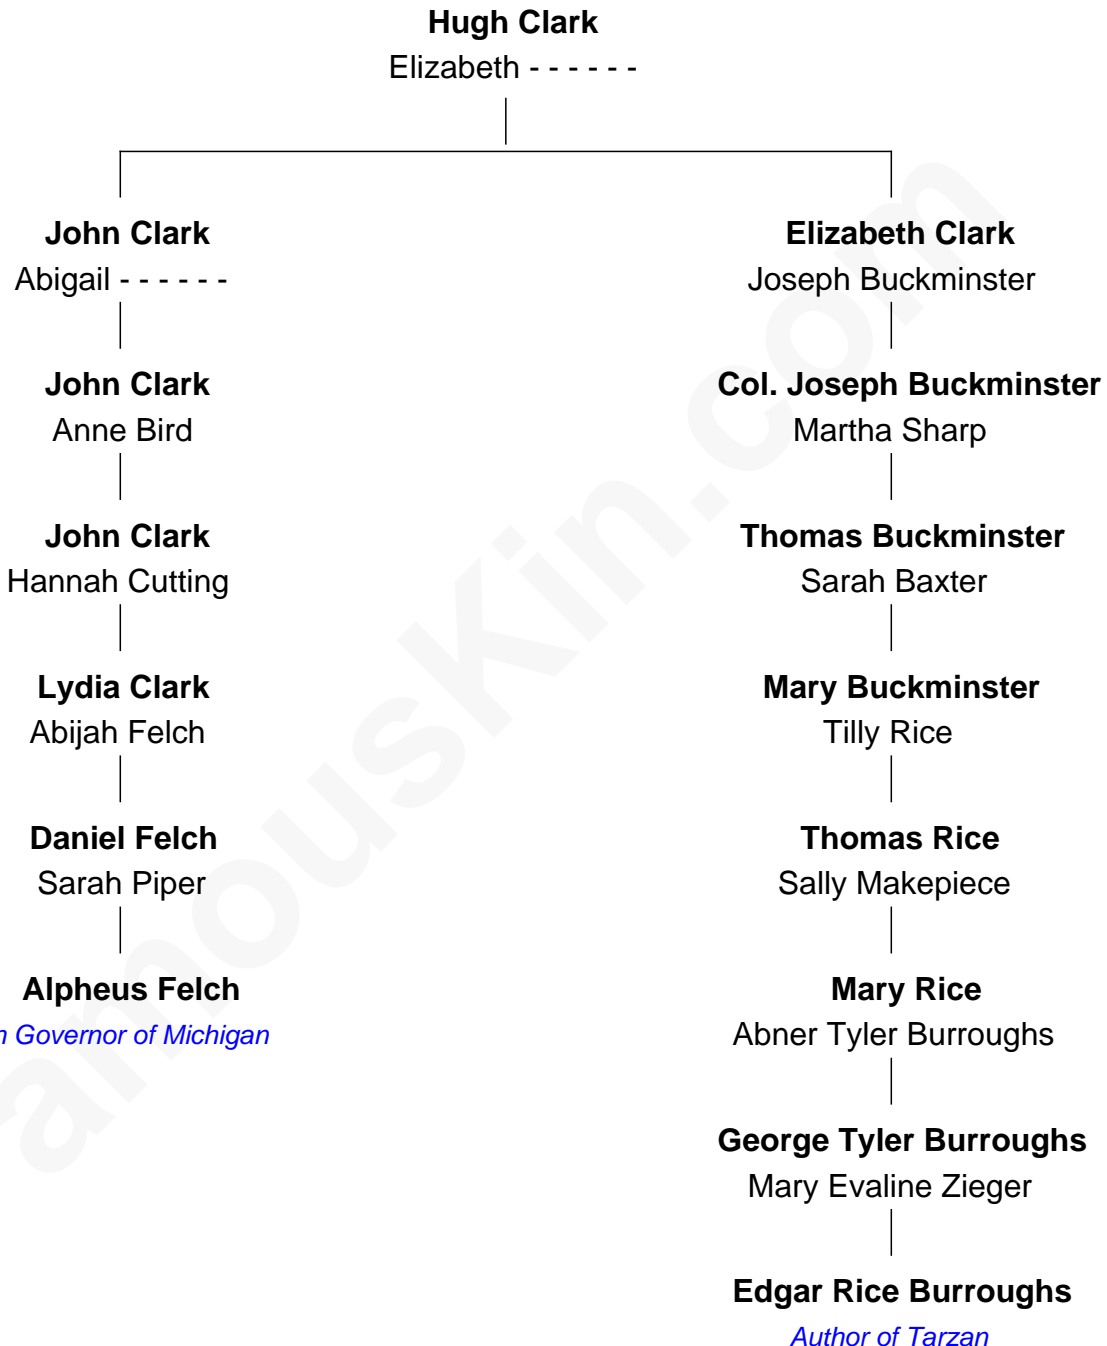 Hugh Clark
Elizabeth - - - - - -
John Clark
Abigail - - - - - -
John Clark
Anne Bird
John Clark
Hannah Cutting
Lydia Clark
Abijah Felch
Daniel Felch
Sarah Piper
Alpheus Felch
Governor of Michigan
Elizabeth Clark
Joseph Buckminster
Col. Joseph Buckminster
Martha Sharp
Thomas Buckminster
Sarah Baxter
Mary Buckminster
Tilly Rice
Thomas Rice
Sally Makepiece
Mary Rice
Abner Tyler Burroughs
George Tyler Burroughs
Mary Evaline Zieger
Edgar Rice Burroughs
Author of Tarzan
amouskin.com